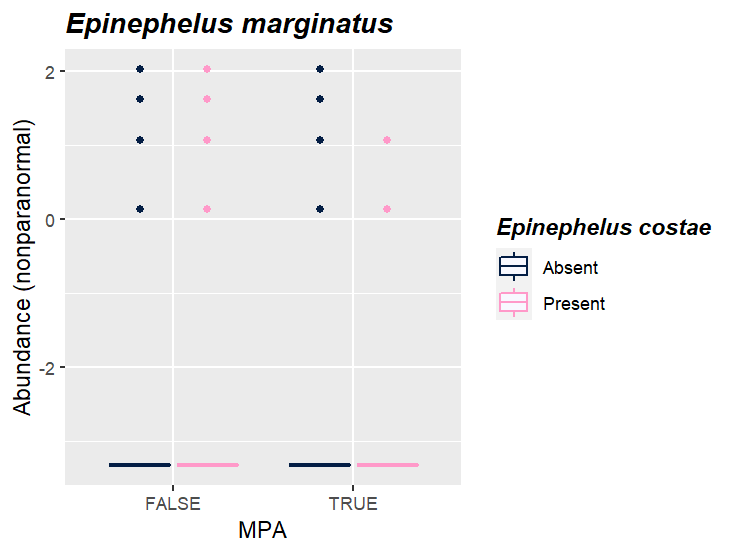 Epinephelus marginatus
Abundance (nonparanormal)
2
0
-2
FALSE
TRUE
MPA
Epinephelus costae
Absent
Present